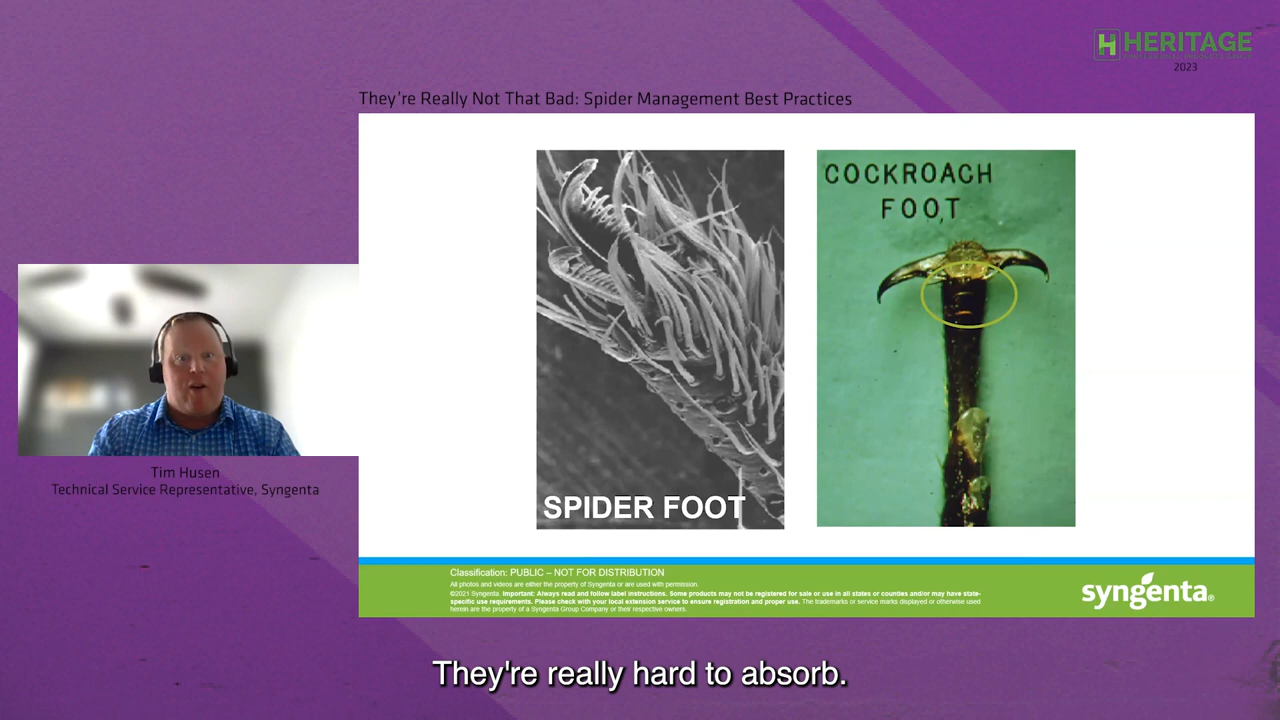 HERITAGE
2023
They're Really Not That Bad: Spider Management Best Practices
COCKROACH
FOOT
SPIDER FOOT
Tim Husen
Technical Service Representative, Syngenta
Classification: PUBLIC – NOT FOR DISTRIBUTION
All photos and videos are either the property of Syngenta or are used with permission.
©2021 Syngenta. Important: Always read and follow label instructions. Some products may not be registered for sale or use in all states or counties and/or may have state-
specific use requirements. Please check with your local extension service to ensure registration and proper use. The trademarks or service marks displayed or otherwise used
herein are the property of a Syngenta Group Company or their respective owners.
syngenta®
They're really hard to absorb.